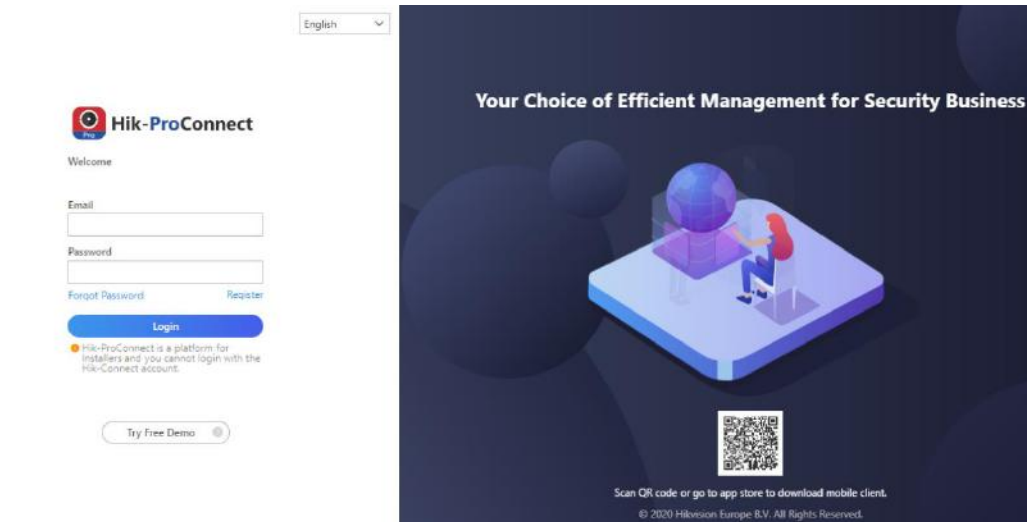 English
Hik-ProConnect
Pro
Welcome
Email
Password
Forgot Password
Register
Login
Hik-ProConnect is a platform for
Installers and you cannot login with the
Hik-Connect account.
Try Free Demo
Your Choice of Efficient Management for Security Business
Scan QR code or go to app store to download mobile client.
© 2020 Hikvision Europe B.V. All Rights Reserved.